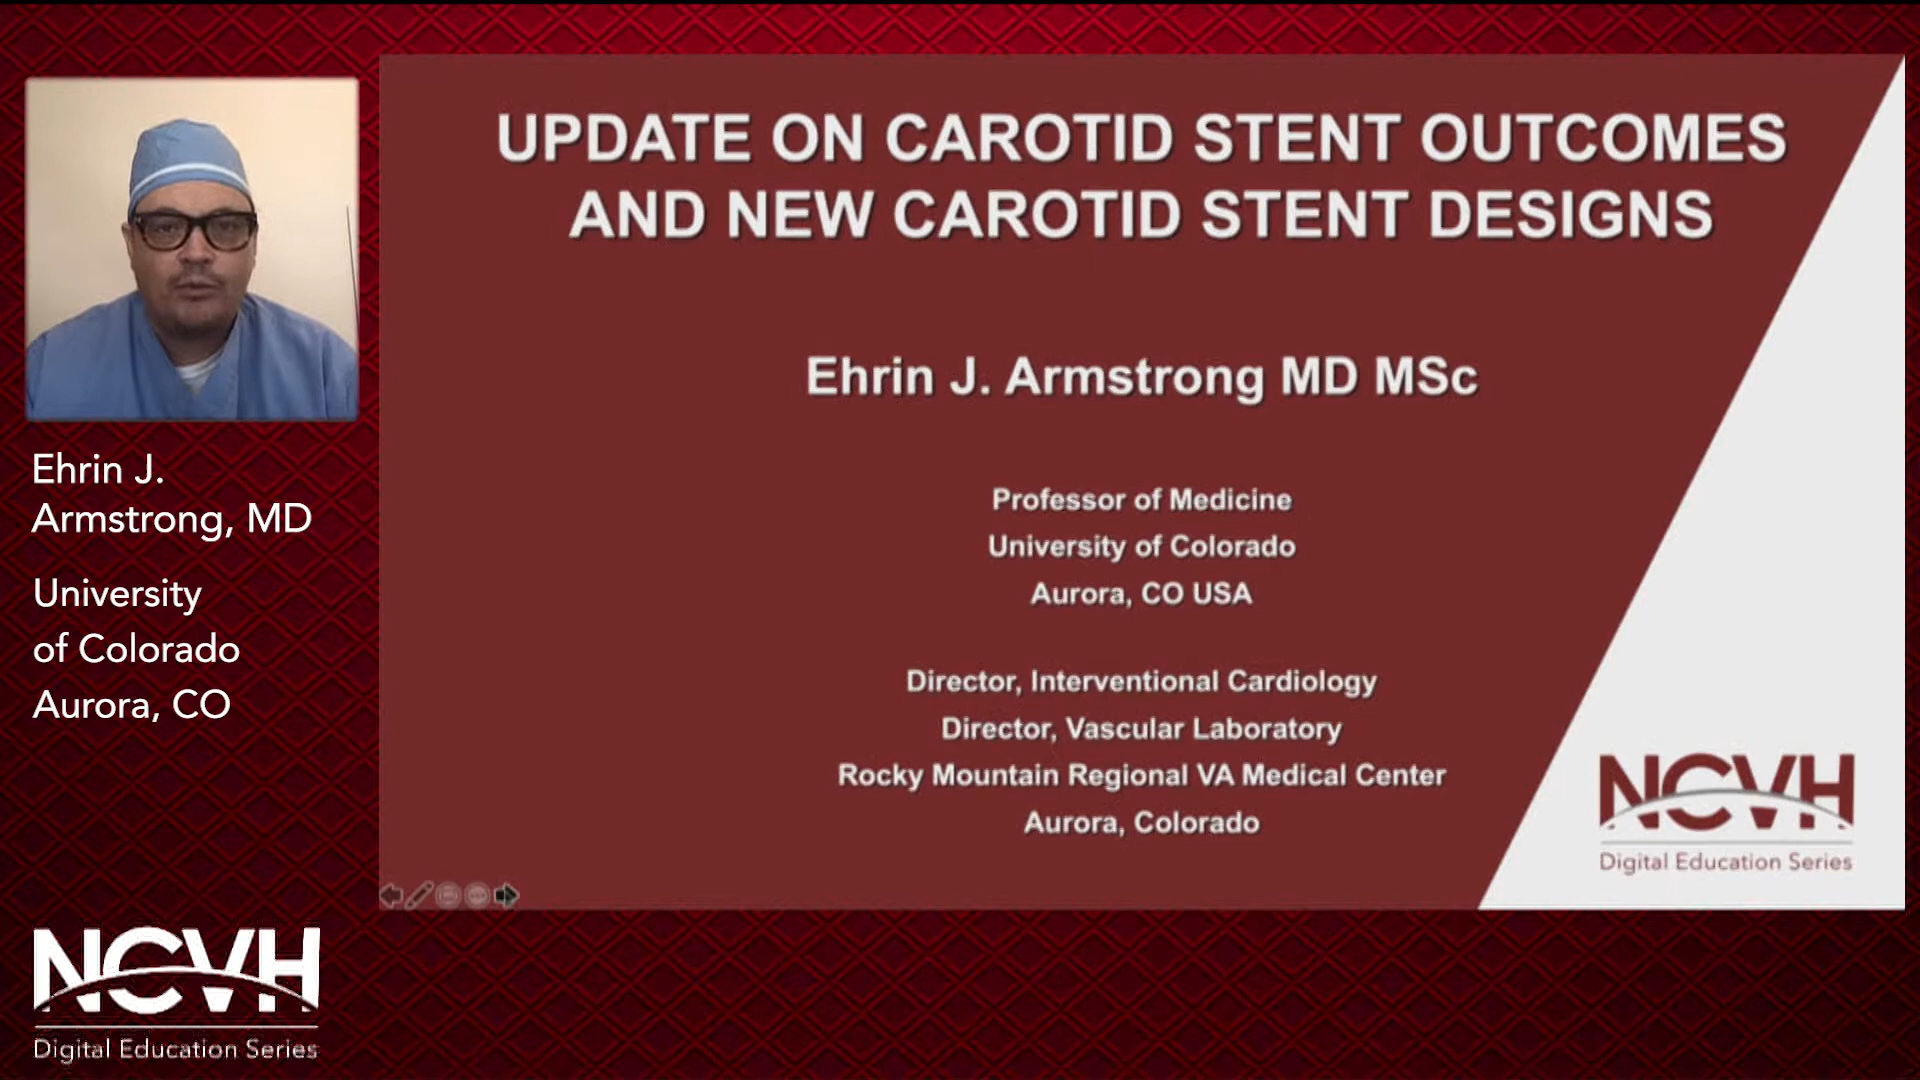 UPDATE ON CAROTID STENT OUTCOMES
AND NEW CAROTID STENT DESIGNS
Ehrin J. Armstrong MD MSc
Professor of Medicine
University of Colorado
Aurora, CO USA
Director, Interventional Cardiology
Director, Vascular Laboratory
Rocky Mountain Regional VA Medical Center
Aurora, Colorado
NCVH
Digital Education Series
Ehrin J.
Armstrong, MD
University
of Colorado
Aurora, CO
NCVH
Digital Education Series